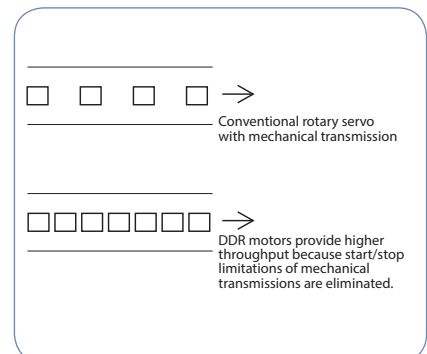 Conventional rotary servo
with mechanical transmission
DDR motors provide higher
throughput because start/stop
limitations of mechanical
transmissions are eliminated.